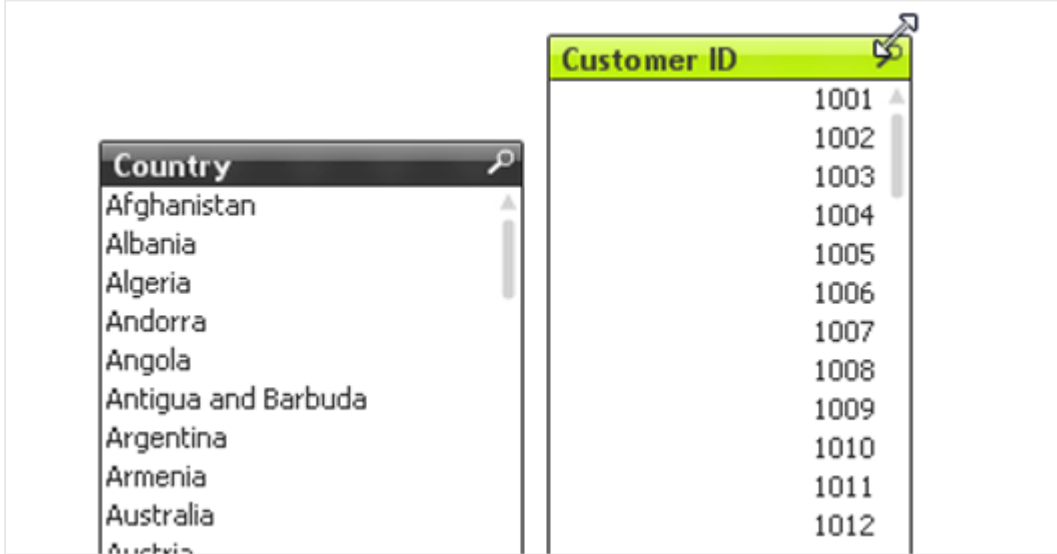 Customer ID
1001
1002
1003
1004
1005
1006
1007
1008
1009
1010
1011
1012
Country
Afghanistan
Albania
Algeria
Andorra
Angola
Antigua and Barbuda
Argentina
Armenia
Australia
Austria